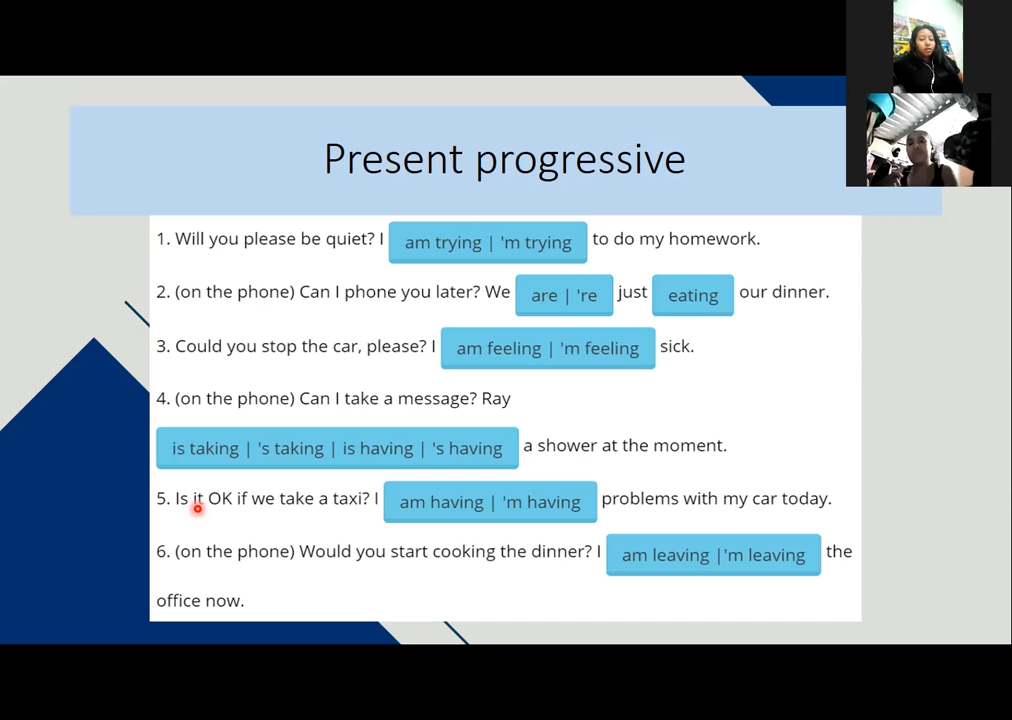 Present progressive
1. Will you please be quiet? I am trying | 'm trying to do my homework.
2. (on the phone) Can I phone you later? We are | 're just eating our dinner.
3. Could you stop the car, please? I am feeling | 'm feeling sick.
4. (on the phone) Can I take a message? Ray
is taking | 's taking | is having | 's having a shower at the moment.
5. Is it OK if we take a taxi? I am having | 'm having problems with my car today.
6. (on the phone) Would you start cooking the dinner? I am leaving |'m leaving the
office now.